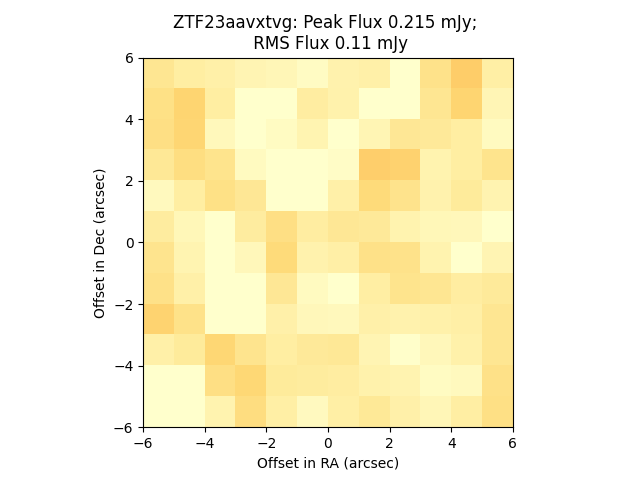 ZTF23aavxtvg: Peak Flux 0.215 mJy;
RMS Flux 0.11 mJy
6
4
2
0
−2
−4
−6
Offset in Dec (arcsec)
−6 −4 −2 0 2 4 6
Offset in RA (arcsec)